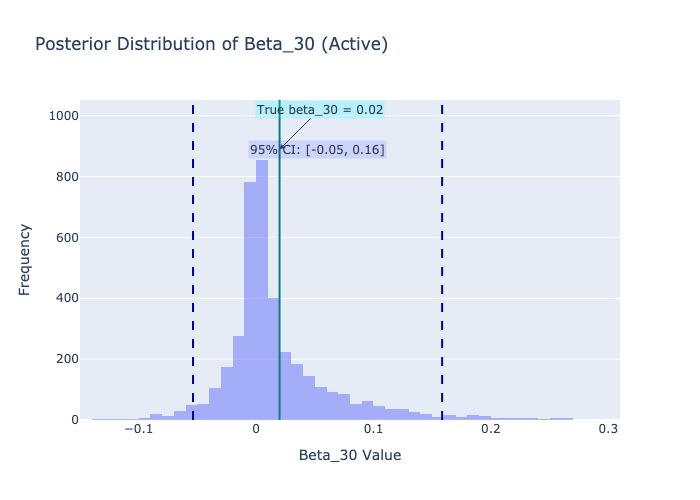 Posterior Distribution of Beta_30 (Active)
True beta_30 = 0.02
95% CI: [-0.05, 0.16]
Frequency
1000
800
600
400
200
0
−0.1
0
0.1
0.2
0.3
Beta_30 Value